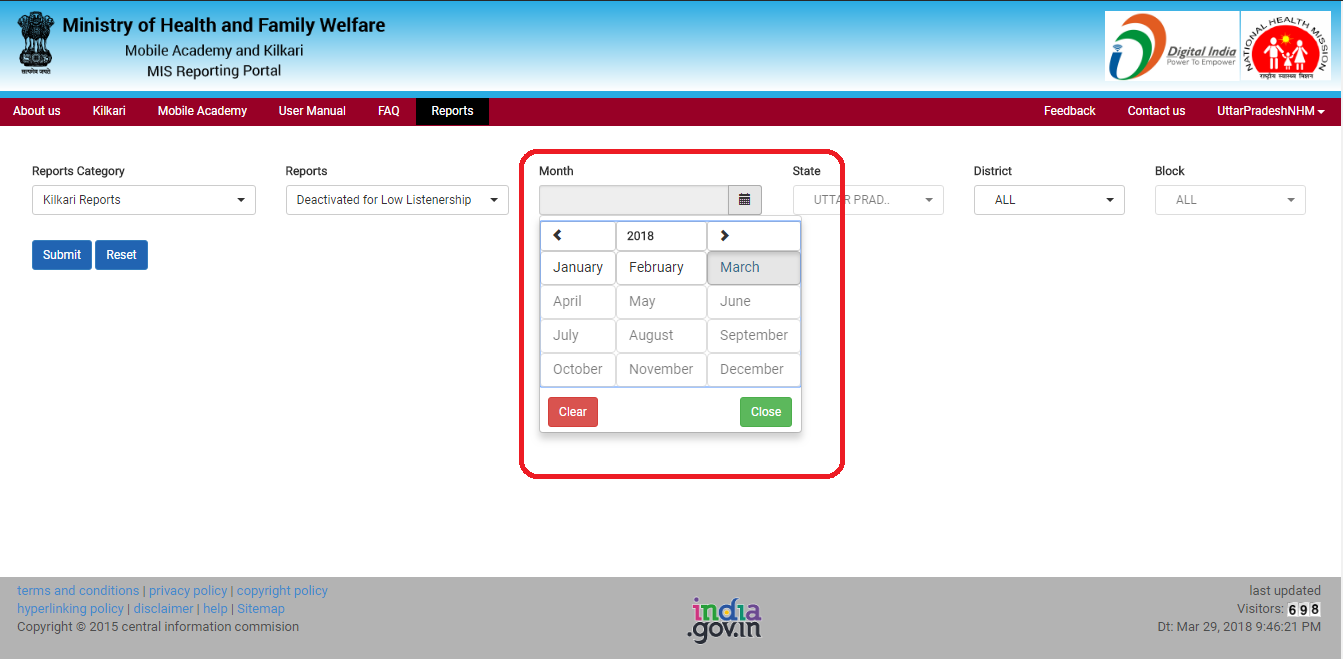 Ministry of Health and Family Welfare
Mobile Academy and Kilkari
MIS Reporting Portal
सत्यमेव जयते
Digital India
Power To Empower
NATIONAL HEALTH MISSION
राष्ट्रीय स्वास्थ्य मिशन
About us Kilkari Mobile Academy User Manual FAQ Reports Feedback Contact us UttarPradeshNHM
Reports Category Reports Month State District Block
Kilkari Reports Deactivated for Low Listenership UTTAR PRAD.. ALL ALL
Submit Reset
2018
January February March
April May June
July August September
October November December
Clear Close
terms and conditions | privacy policy | copyright policy
hyperlinking policy | disclaimer | help | Sitemap
Copyright © 2015 central information commision
india
.gov.in
last updated
Visitors: 698
Dt: Mar 29, 2018 9:46:21 PM